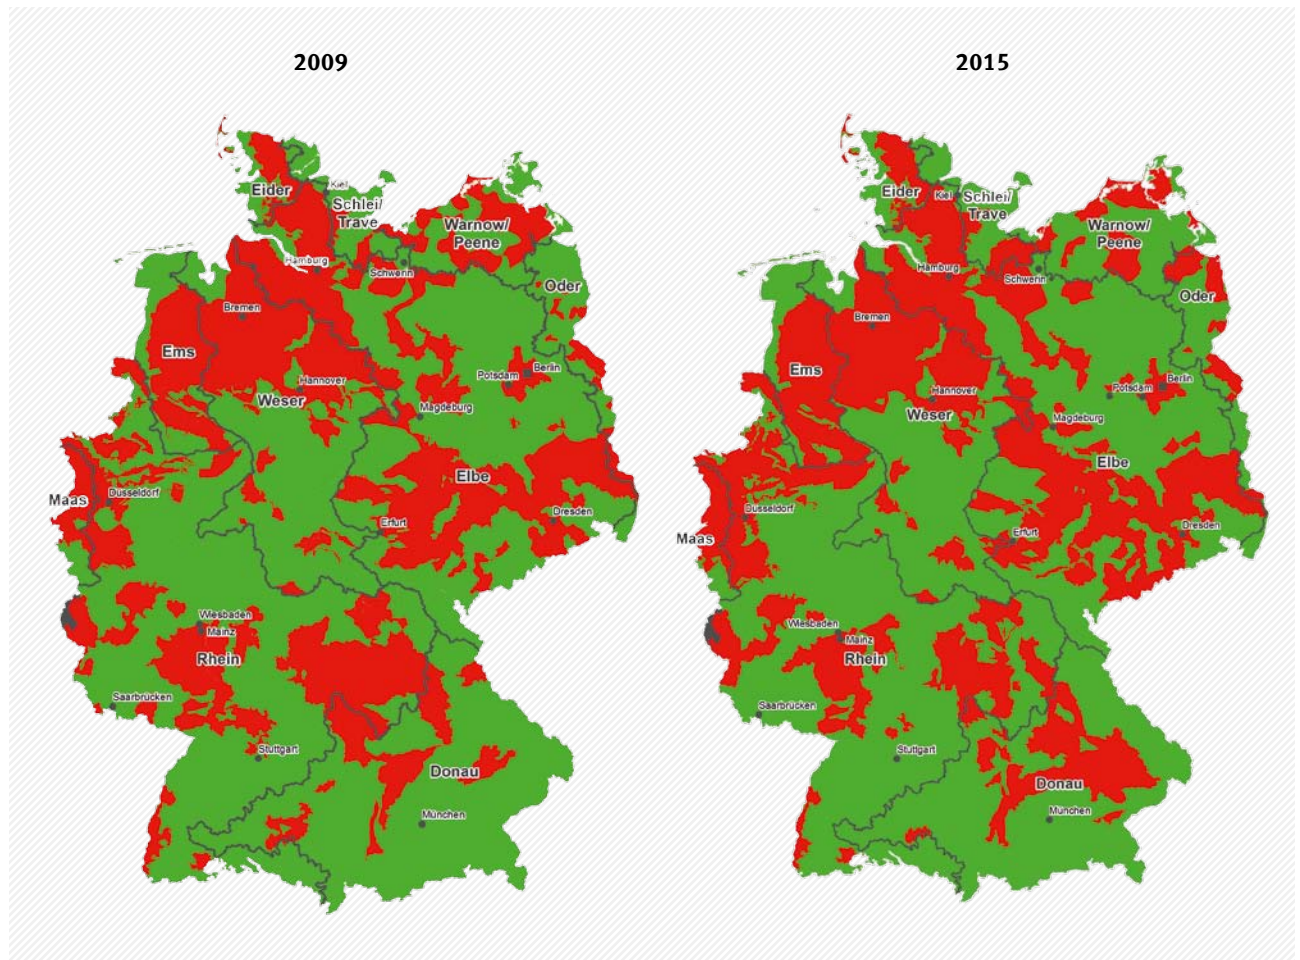 2009
2015
Eider
Kiel
Schlei/
Trave
Warnow/
Peene
Hamburg
Schwerin
Oder
Bremen
Ems
Berlin
Potsdam
Hannover
Weser
Magdeburg
Elbe
Maas
Düsseldorf
Dresden
Erfurt
Wiesbaden
Mainz
Rhein
Saarbrücken
Stuttgart
Donau
München
Eider
Kiel
Schlei/
Trave
Warnow/
Peene
Hamburg
Schwerin
Oder
Bremen
Ems
Berlin
Potsdam
Hannover
Weser
Magdeburg
Elbe
Düsseldorf
Dresden
Erfurt
Maas
Wiesbaden
Mainz
Rhein
Saarbrücken
Stuttgart
Donau
München